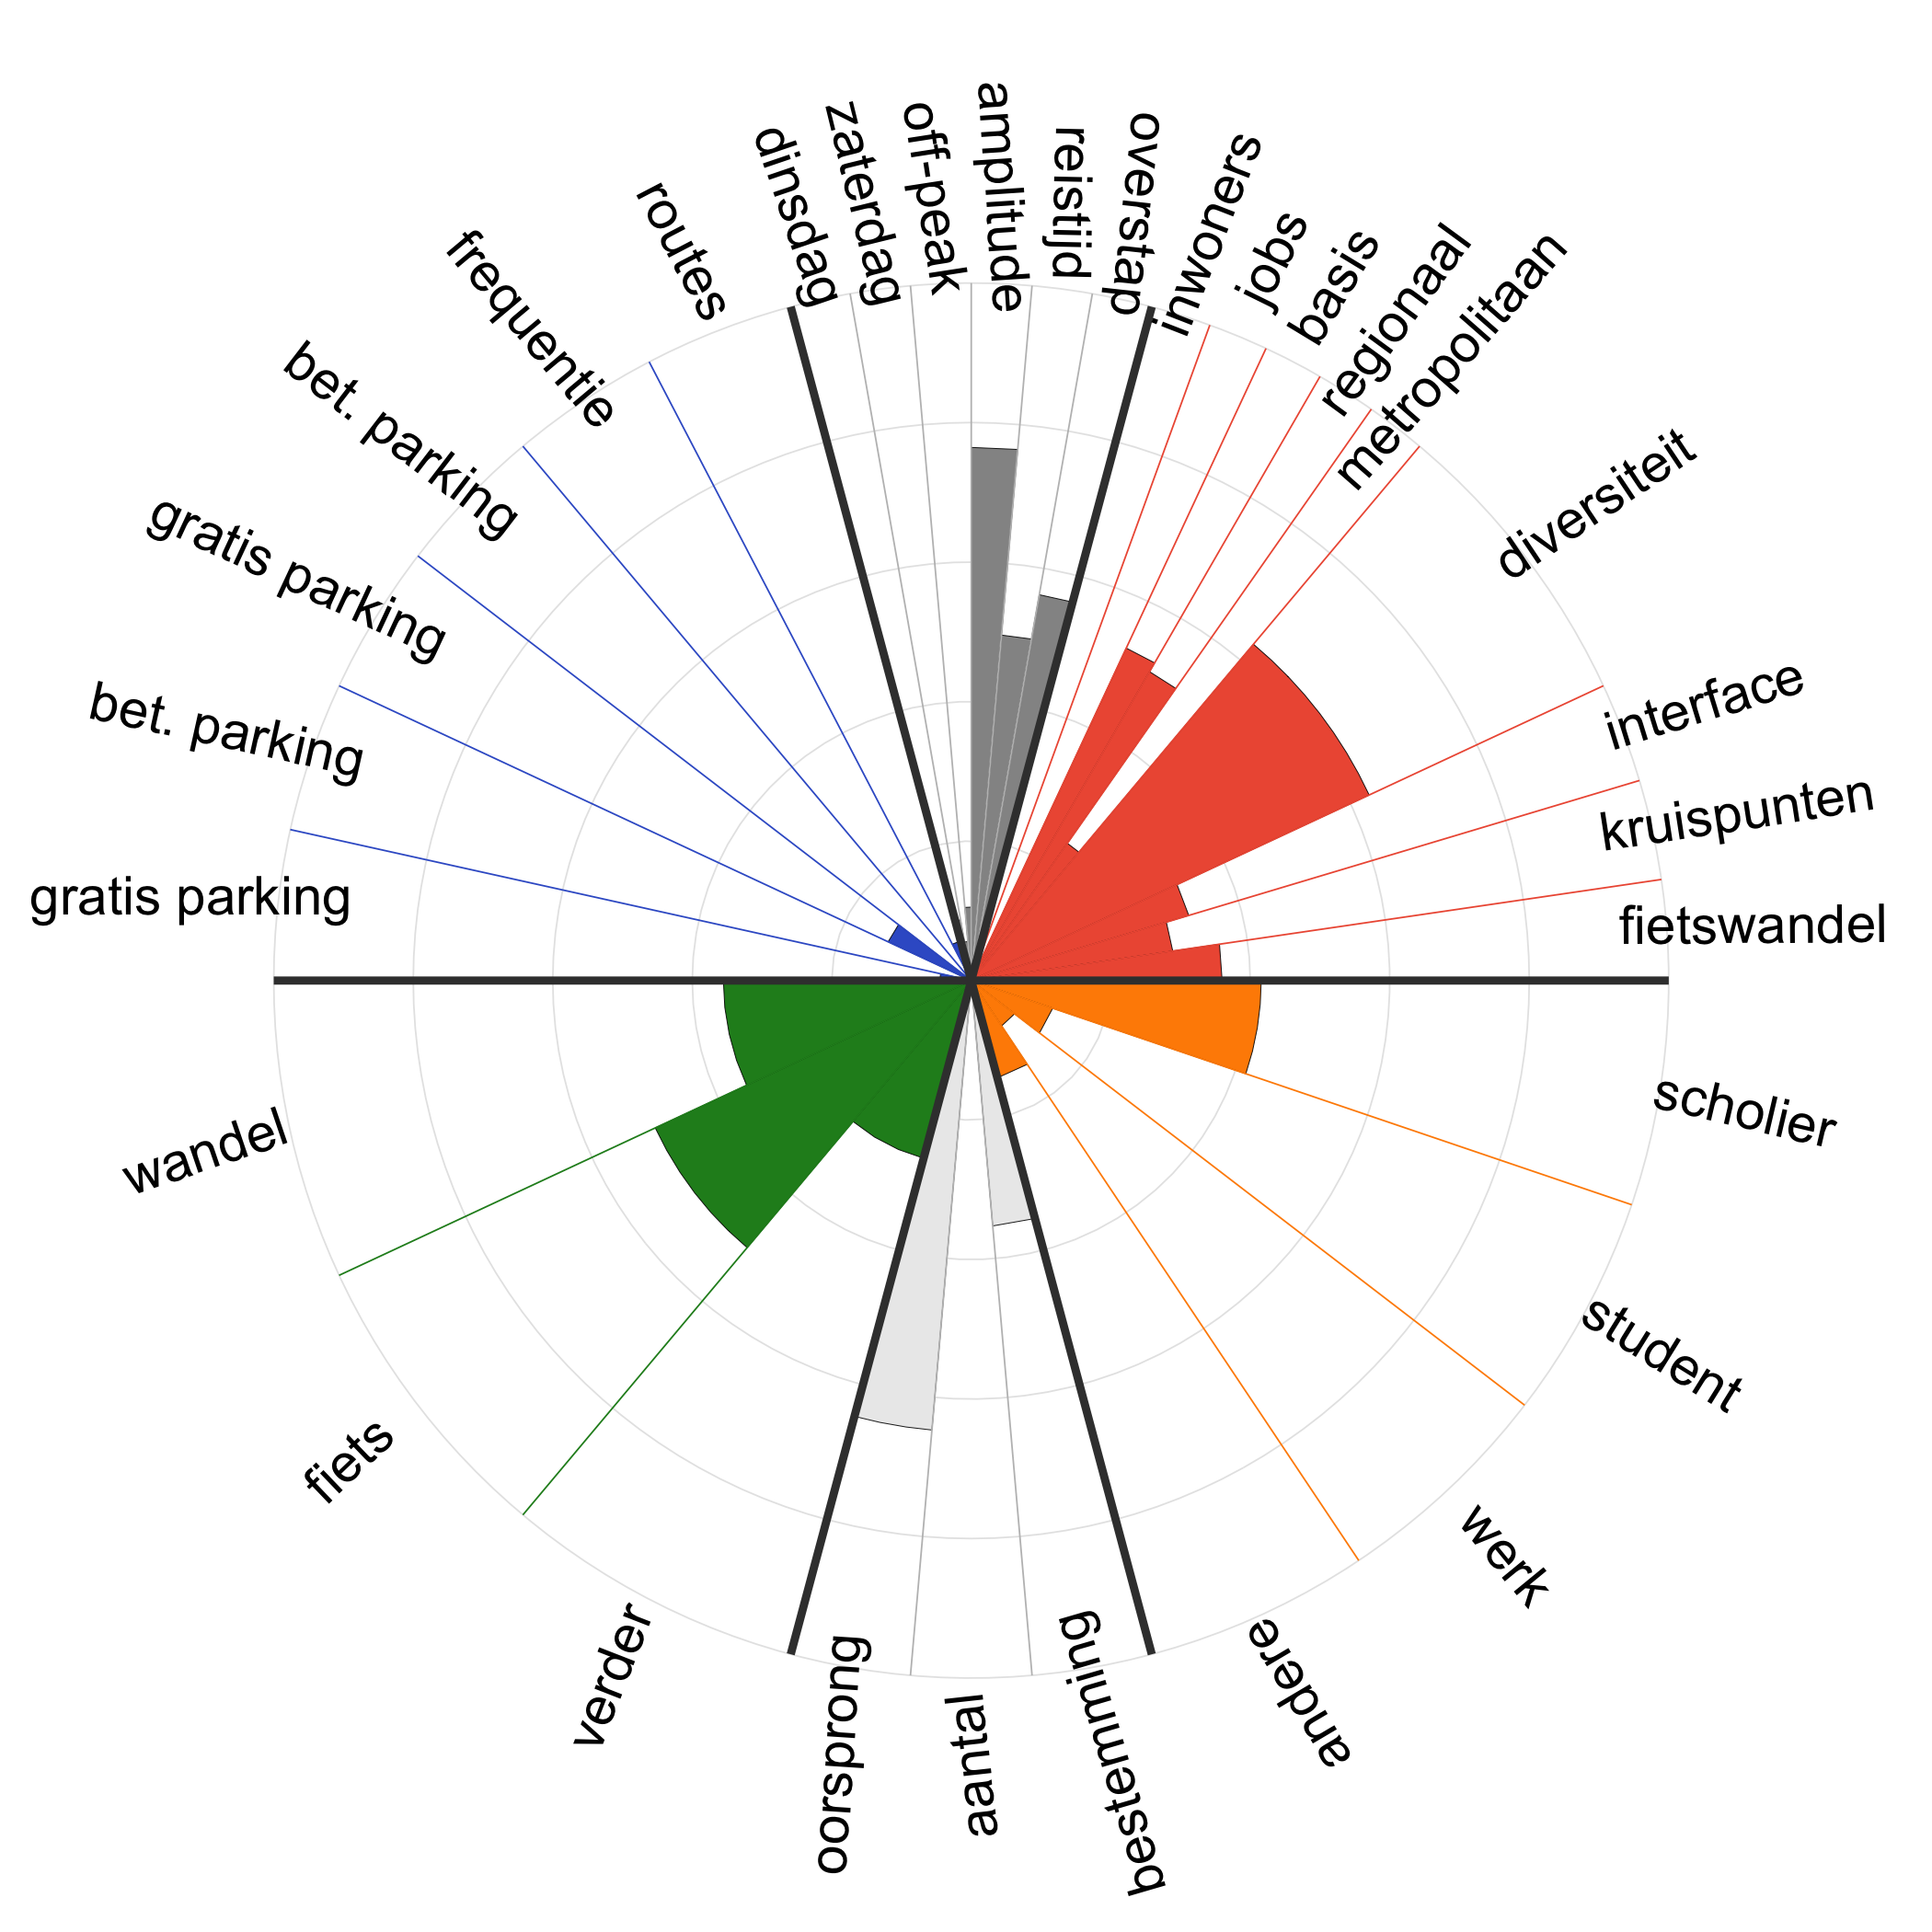 dinsdag
zaterdag
off-peak
amplitude
reistijd
overstap
inwoners
jobs
basis
regionaal
metropolitaan
diversiteit
interface
kruispunten
fietswandel
scholier
student
werk
andere
bestemming
aantal
oorsprong
verder
fiets
wandel
gratis parking
bet. parking
gratis parking
bet. parking
frequentie
routes